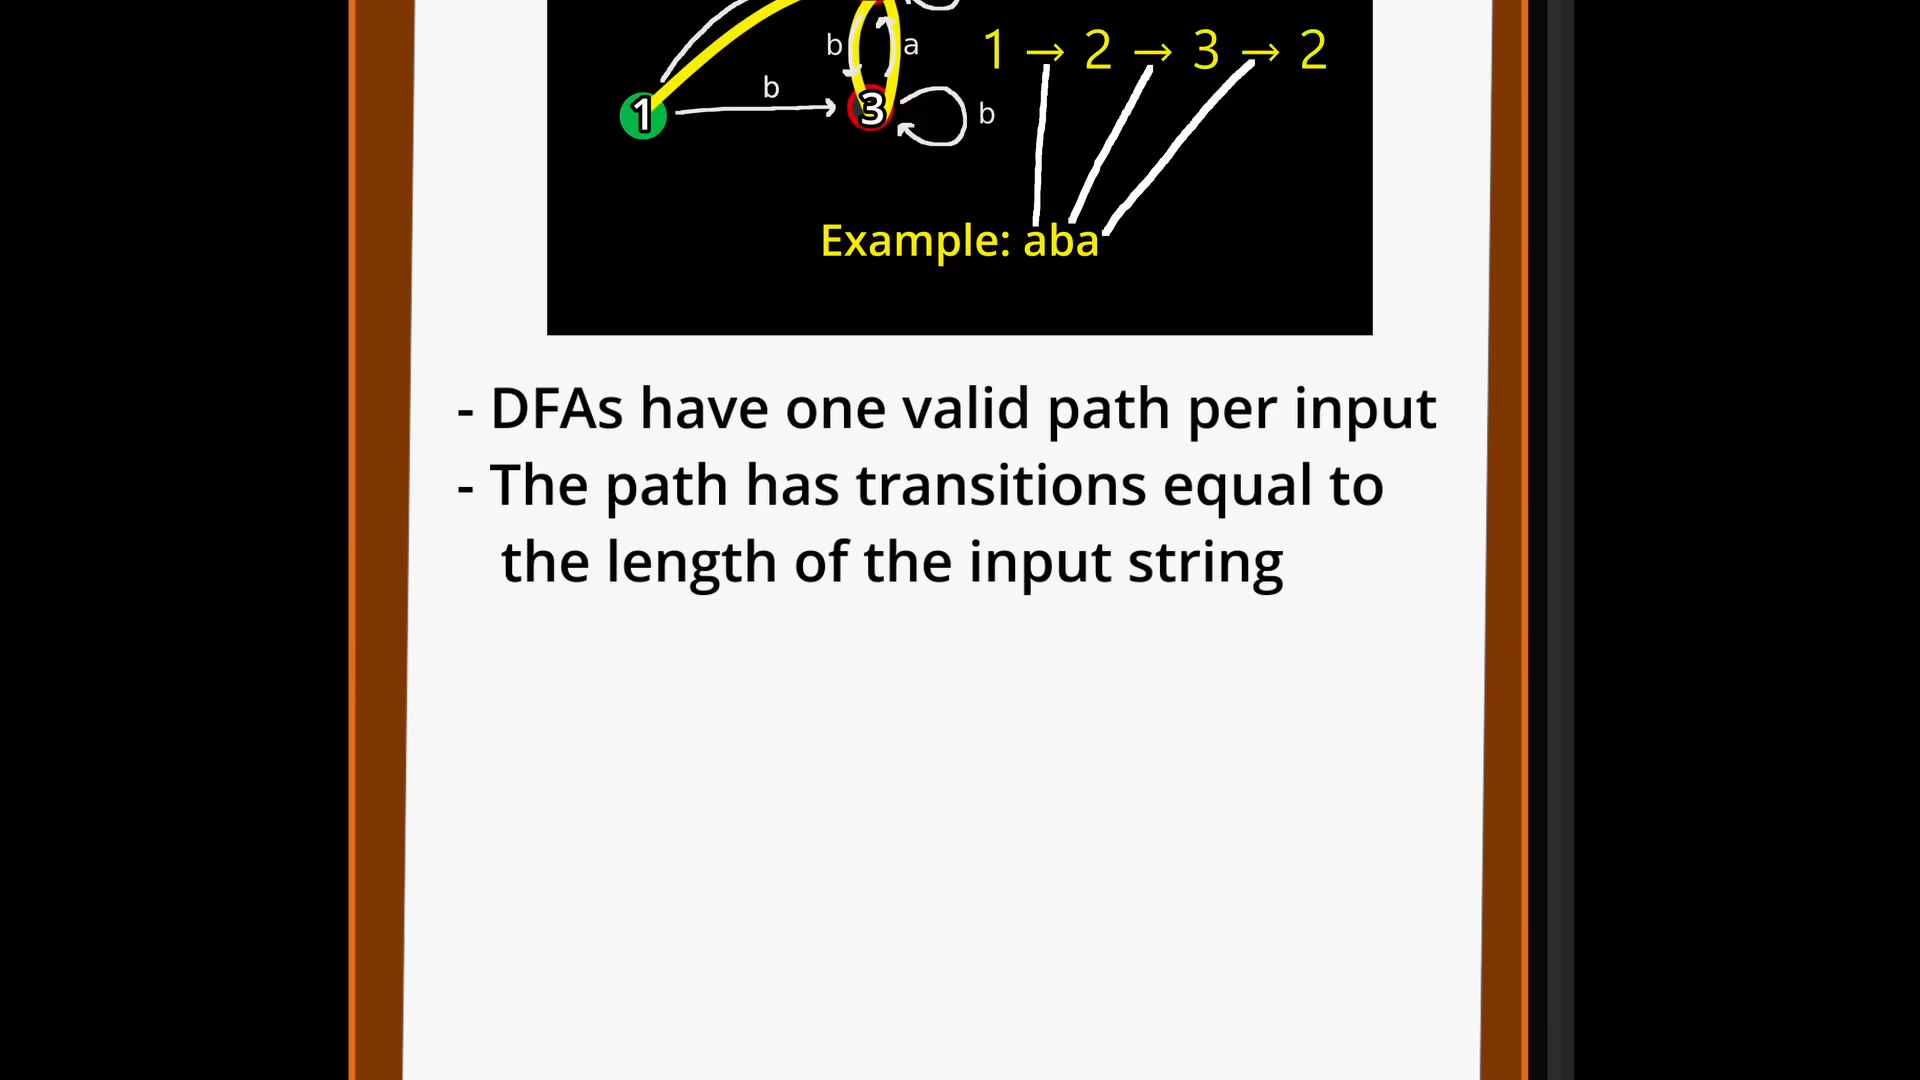 b a 1 → 2 → 3 → 2
b
1 3 b
Example: aba
- DFAs have one valid path per input
- The path has transitions equal to
the length of the input string